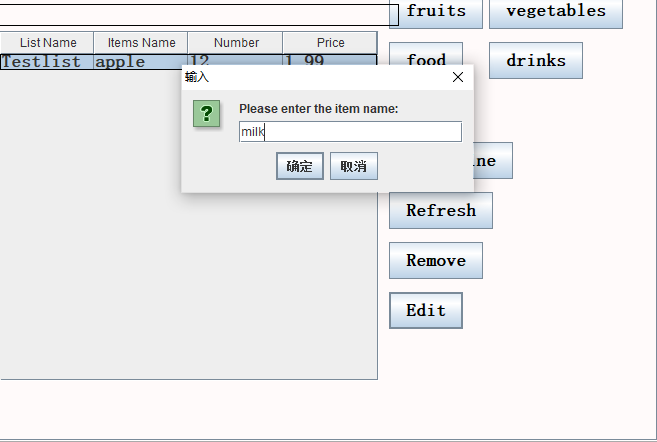 fruits vegetables
List Name Items Name Number Price
Testlist apple 12 1.99
food drinks
输入
Please enter the item name:
milk
确定 取消
ne
Refresh
Remove
Edit